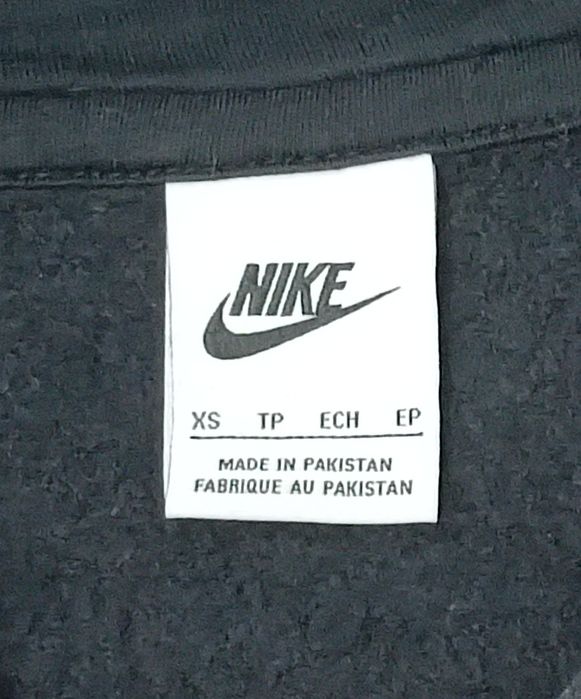 NIKE
XS TP ECH EP
MADE IN PAKISTAN
FABRIQUE AU PAKISTAN